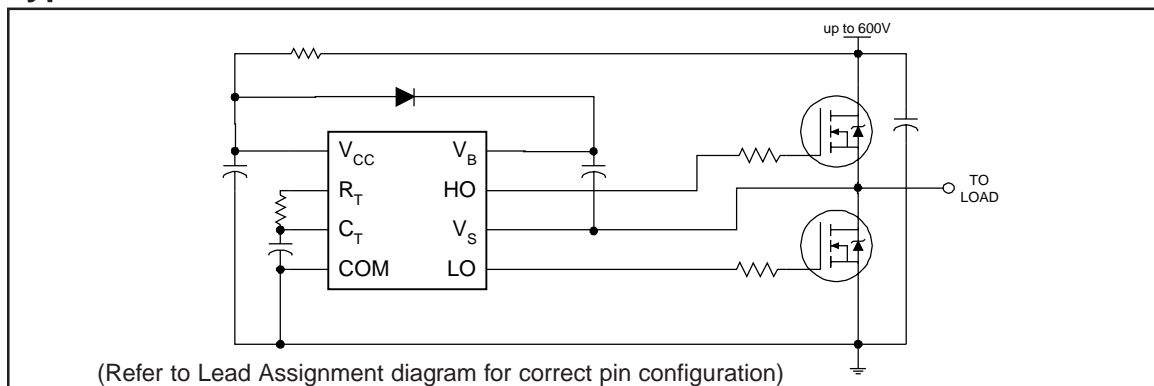 up to 600V
V_CC
V_B
R_T
HO
C_T
V_S
COM
LO
TO
LOAD
(Refer to Lead Assignment diagram for correct pin configuration)